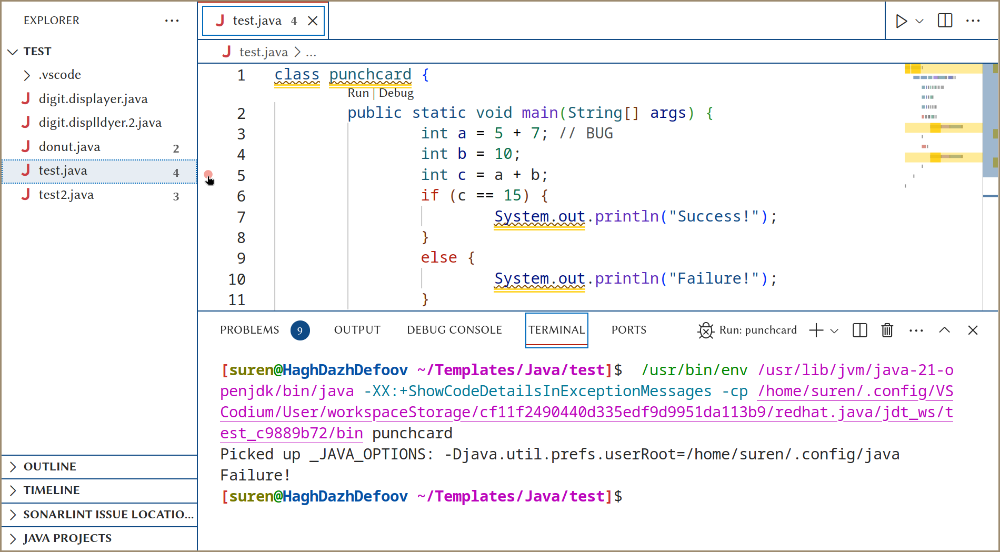 EXPLORER
TEST
.vscode
digit.displayer.java
digit.displldyer.2.java
donut.java 2
test.java 4
test2.java 3
OUTLINE
TIMELINE
SONARLINT ISSUE LOCATIO...
JAVA PROJECTS
test.java 4
test.java > ...
1 class punchcard {
Run | Debug
2 public static void main(String[] args) {
3 int a = 5 + 7; // BUG
4 int b = 10;
5 int c = a + b;
6 if (c == 15) {
7 System.out.println("Success!");
8 }
9 else {
10 System.out.println("Failure!");
11 }
PROBLEMS 9 OUTPUT DEBUG CONSOLE TERMINAL PORTS Run: punchcard
[suren@HaghDazhDefoov ~/Templates/Java/test]$ /usr/bin/env /usr/lib/jvm/java-21-o
penjdk/bin/java -XX:+ShowCodeDetailsInExceptionMessages -cp /home/suren/.config/VS
Codium/User/workspaceStorage/cf11f2490440d335edf9d9951da113b9/redhat.java/jdt_ws/t
est_c9889b72/bin punchcard
Picked up _JAVA_OPTIONS: -Djava.util.prefs.userRoot=/home/suren/.config/java
Failure!
[suren@HaghDazhDefoov ~/Templates/Java/test]$